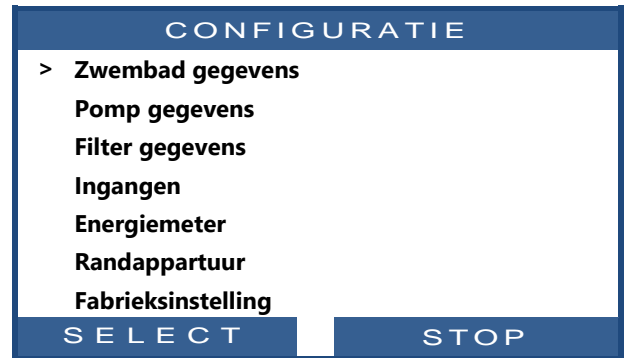 CONFIGURATIE
> Zwembad gegevens
Pomp gegevens
Filter gegevens
Ingangen
Energiemeter
Randappartuur
Fabrieksinstelling
SELECT STOP